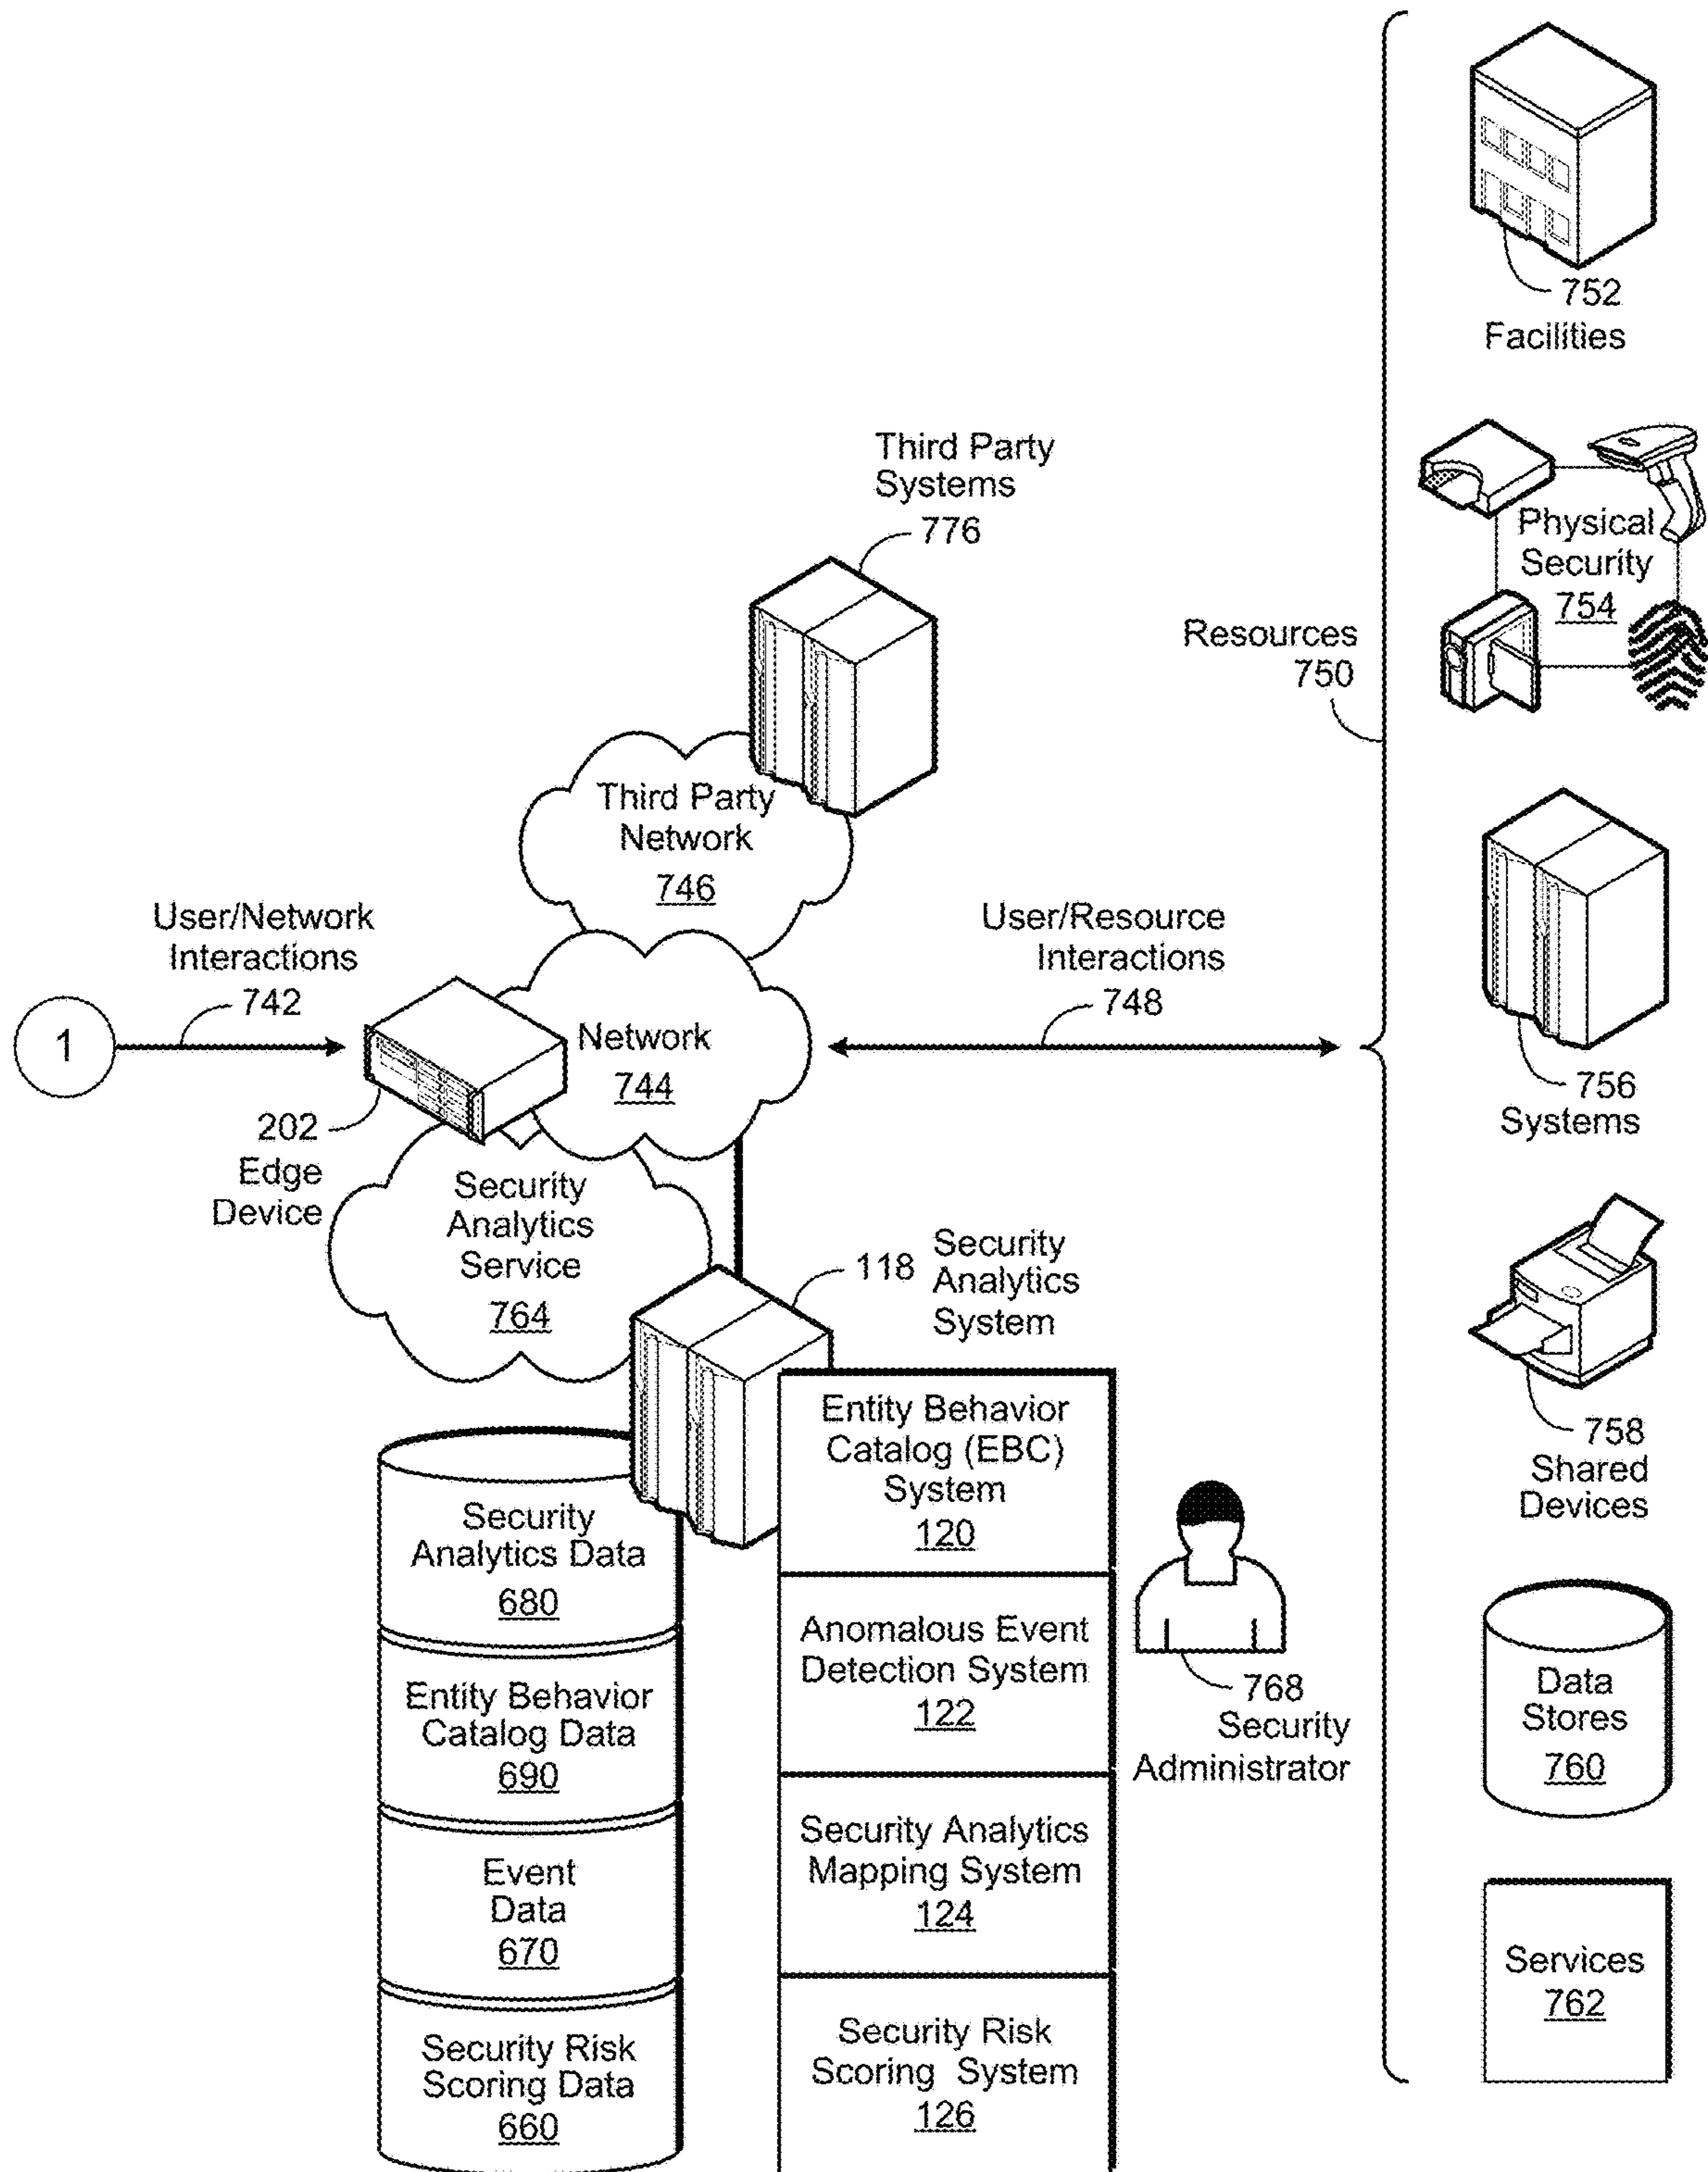 752
Facilities
Third Party
Systems
776
Physical
Security
754
Resources
750
Third Party
Network
746
User/Network
Interactions
742
User/Resource
Interactions
748
1
Network
744
202
Edge
Device
756
Systems
Security
Analytics
Service
764
118
Security
Analytics
System
Entity Behavior
Catalog (EBC)
System
120
758
Shared
Devices
Security
Analytics Data
680
Anomalous Event
Detection System
122
768
Security
Administrator
Data
Stores
760
Entity Behavior
Catalog Data
690
Security Analytics
Mapping System
124
Event
Data
670
Services
762
Security Risk
Scoring Data
660
Security Risk
Scoring System
126